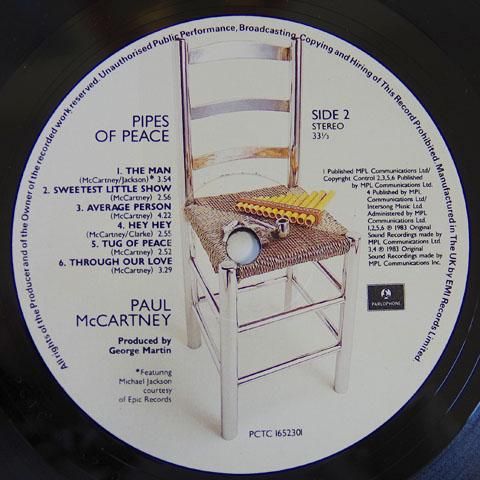 All rights of the Producer and of the Owner of the recorded work reserved. Unauthorised Public Performance, Broadcasting, Copying and Hiring of This Record Prohibited. Manufactured in The UK by EMI Records Limited.
PIPES
OF PEACE
1. THE MAN
(McCartney/Jackson)* 3.54
2. SWEETEST LITTLE SHOW
(McCartney) 2.56
3. AVERAGE PERSON
(McCartney) 4.22
4. HEY HEY
(McCartney/Clarke) 2.55
5. TUG OF PEACE
(McCartney) 2.52
6. THROUGH OUR LOVE
(McCartney) 3.29
PAUL
McCARTNEY
Produced by
George Martin
*Featuring
Michael Jackson
courtesy
of Epic Records
SIDE 2
STEREO
33⅓
1 Published MPL Communications Ltd/
Copyright Control 2,3,5,6 Published
by MPL Communications Ltd.
4 Published by MPL
Communications Ltd/
Intersong Music Ltd.
Administered by MPL
Communications Ltd.
1,2,5,6 ℗ 1983 Original
Sound Recordings made by
MPL Communications Ltd.
3,4 ℗ 1983 Original
Sound Recordings made by
MPL Communications Inc.
PARLOPHONE
PCTC 1652301